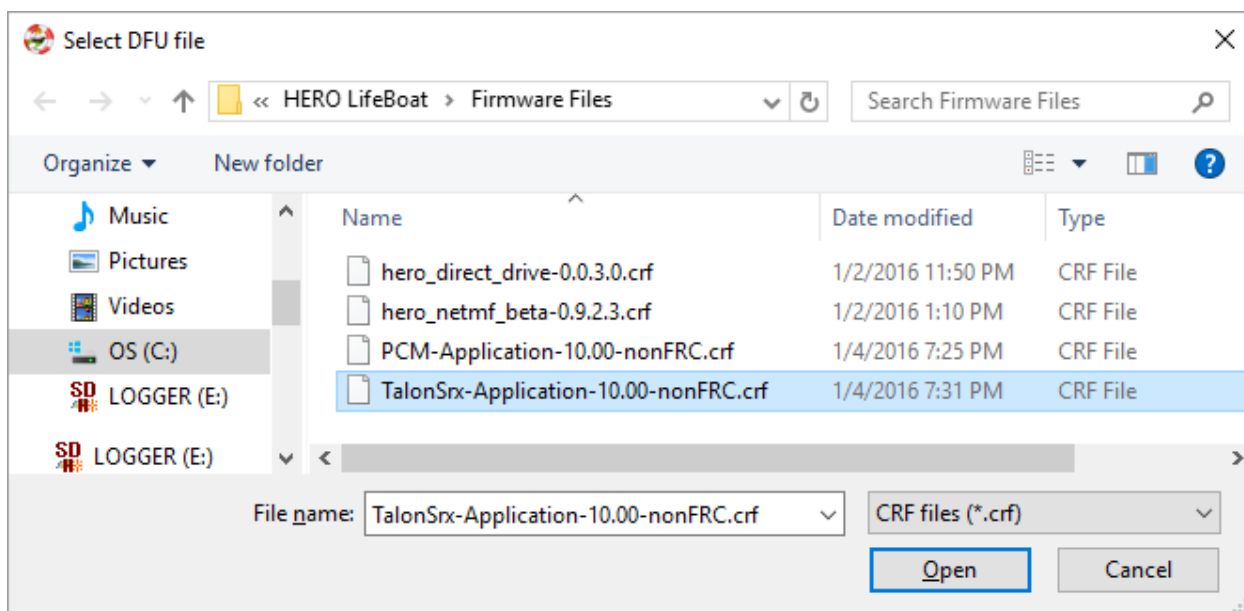 Select DFU file
« HERO LifeBoat > Firmware Files
Search Firmware Files
Organize
New folder
Music
Pictures
Videos
OS (C:)
LOGGER (E:)
LOGGER (E:)
Name Date modified Type
hero_direct_drive-0.0.3.0.crf 1/2/2016 11:50 PM CRF File
hero_netmf_beta-0.9.2.3.crf 1/2/2016 1:10 PM CRF File
PCM-Application-10.00-nonFRC.crf 1/4/2016 7:25 PM CRF File
TalonSrx-Application-10.00-nonFRC.crf 1/4/2016 7:31 PM CRF File
File name: TalonSrx-Application-10.00-nonFRC.crf CRF files (*.crf)
Open Cancel